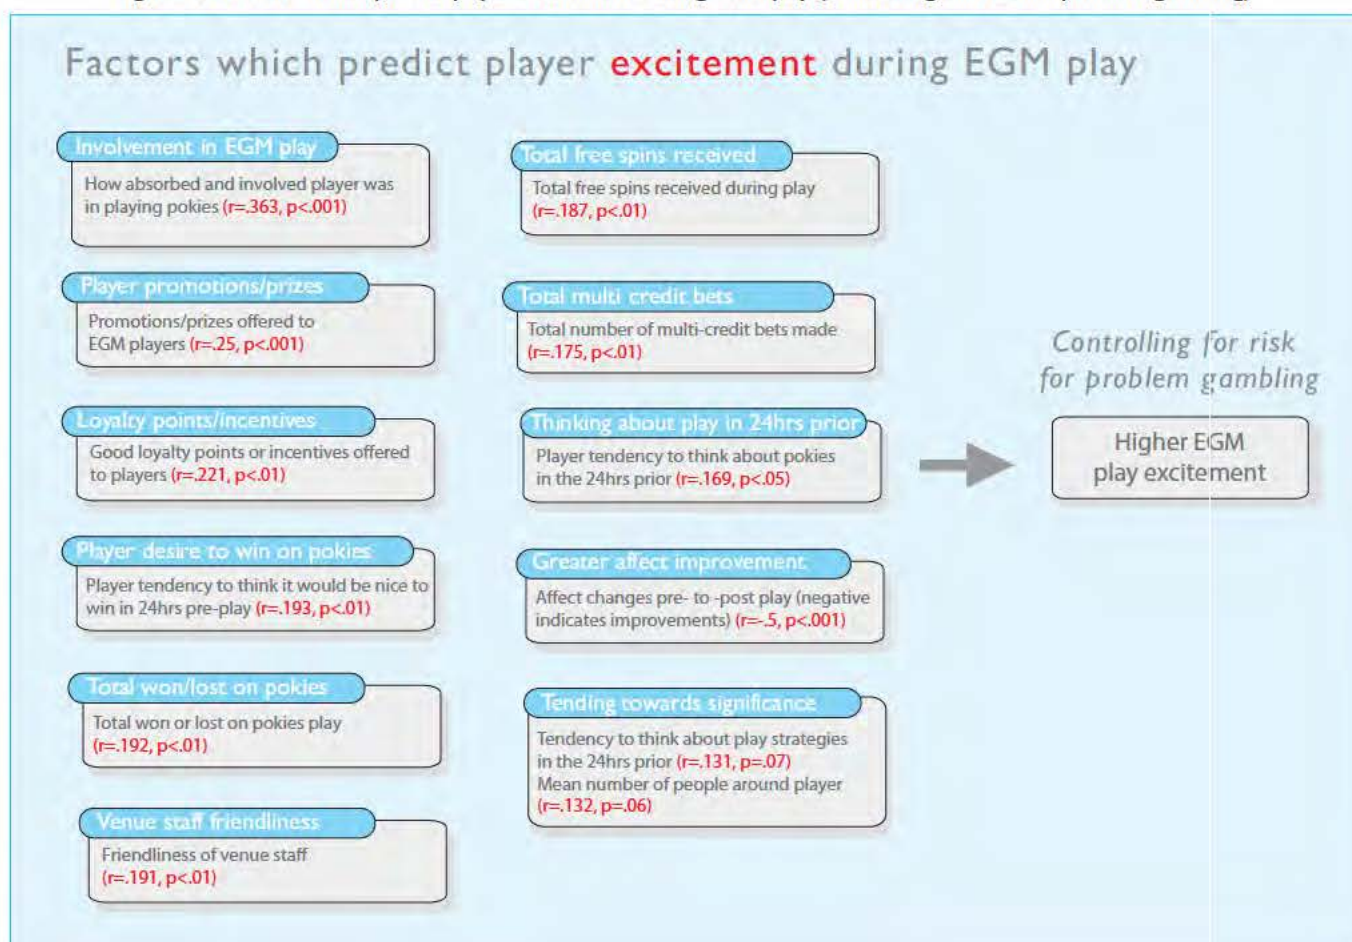 Factors which predict player excitement during EGM play
Involvement in EGM play
How absorbed and involved player was
in playing pokies (r=.363, p<.001)
Player promotions/prizes
Promotions/prizes offered to
EGM players (r=.25, p<.001)
Loyalty points/incentives
Good loyalty points or incentives offered
to players (r=.221, p<.01)
Player desire to win on pokies
Player tendency to think it would be nice to
win in 24hrs pre-play (r=.193, p<.01)
Total won/lost on pokies
Total won or lost on pokies play
(r=.192, p<.01)
Venue staff friendliness
Friendliness of venue staff
(r=.191, p<.01)
Total free spins received
Total free spins received during play
(r=.187, p<.01)
Total multi credit bets
Total number of multi-credit bets made
(r=.175, p<.01)
Thinking about play in 24hrs prior
Player tendency to think about pokies
in the 24hrs prior (r=.169, p<.05)
Greater affect improvement
Affect changes pre- to -post play (negative
indicates improvements) (r=-.5, p<.001)
Tending towards significance
Tendency to think about play strategies
in the 24hrs prior (r=.131, p=.07)
Mean number of people around player
(r=.132, p=.06)
Controlling for risk
for problem gambling
Higher EGM
play excitement